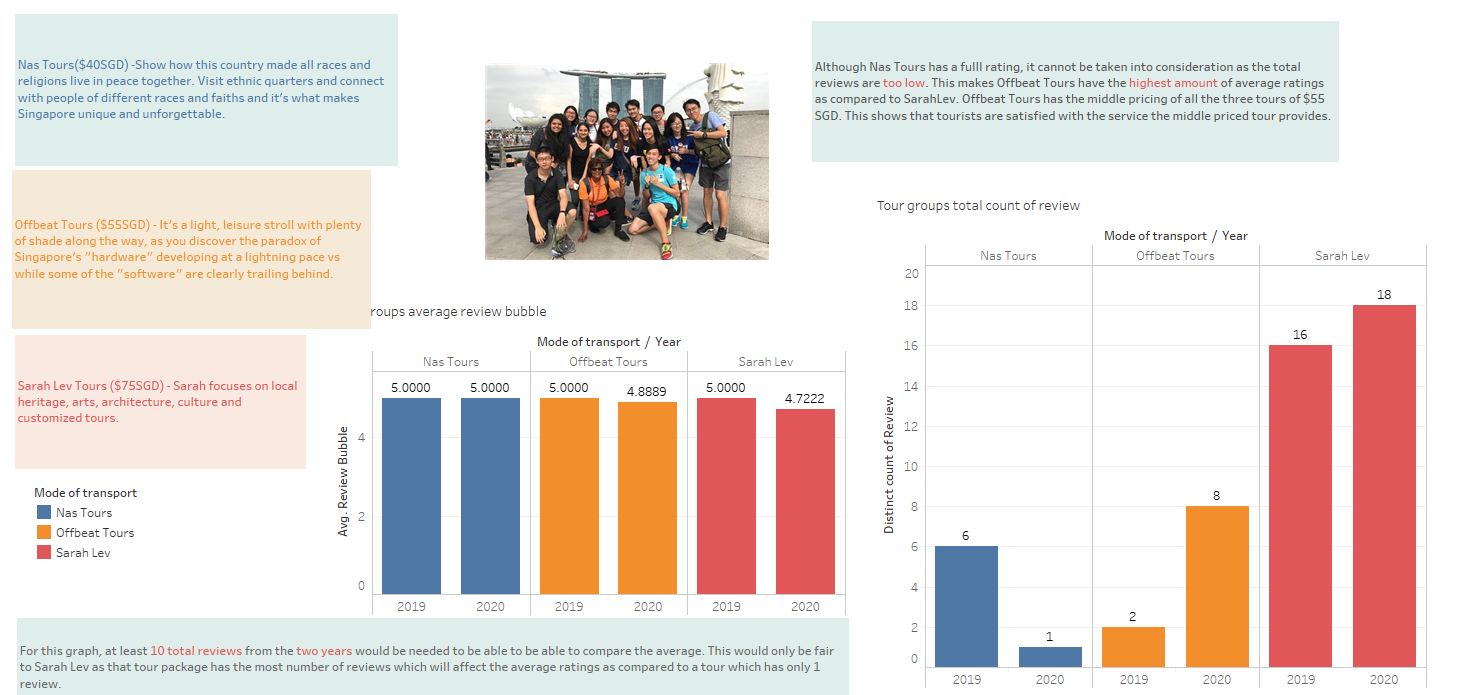 Nas Tours($40SGD) -Show how this country made all races and
religions live in peace together. Visit ethnic quarters and connect
with people of different races and faiths and it's what makes
Singapore unique and unforgettable.
Offbeat Tours ($55SGD) - It's a light, leisure stroll with plenty
of shade along the way, as you discover the paradox of
Singapore's "hardware" developing at a lightning pace vs
while some of the "software" are clearly trailing behind.
Sarah Lev Tours ($75SGD) - Sarah focuses on local
heritage, arts, architecture, culture and
customized tours.
Mode of transport
Nas Tours
Offbeat Tours
Sarah Lev
Although Nas Tours has a fulll rating, it cannot be taken into consideration as the total
reviews are too low. This makes Offbeat Tours have the highest amount of average ratings
as compared to SarahLev. Offbeat Tours has the middle pricing of all the three tours of $55
SGD. This shows that tourists are satisfied with the service the middle priced tour provides.
roups average review bubble
Mode of transport / Year
Nas Tours Offbeat Tours Sarah Lev
5.0000 5.0000 5.0000 4.8889 5.0000 4.7222
Avg. Review Bubble
4
2
0
2019 2020 2019 2020 2019 2020
Tour groups total count of review
Mode of transport / Year
Nas Tours Offbeat Tours Sarah Lev
Distinct count of Review
20
18
16
14
12
10
8
6
4
2
0
6 1 2 8 16 18
2019 2020 2019 2020 2019 2020
For this graph, at least 10 total reviews from the two years would be needed to be able to be able to compare the average. This would only be fair
to Sarah Lev as that tour package has the most number of reviews which will affect the average ratings as compared to a tour which has only 1
review.